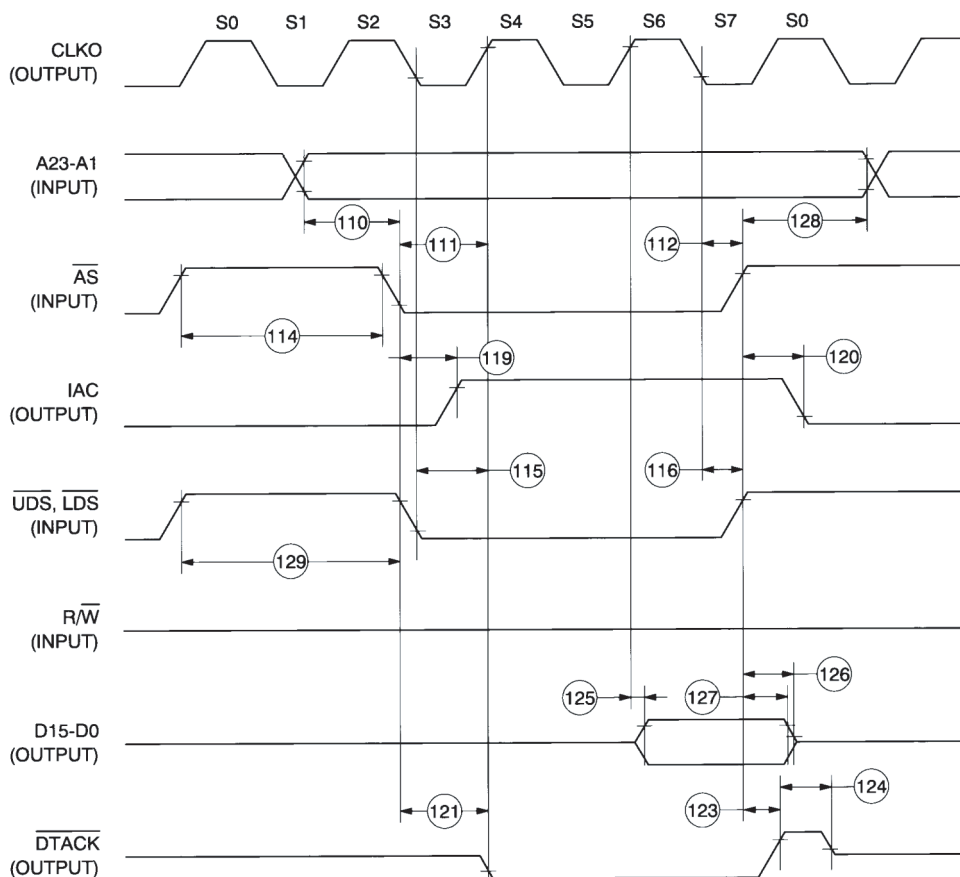 S0 S1 S2 S3 S4 S5 S6 S7 S0
CLKO
(OUTPUT)
A23-A1
(INPUT)
110
111
112
128
AS
(INPUT)
114
119
120
IAC
(OUTPUT)
115
116
UDS, LDS
(INPUT)
129
R/W
(INPUT)
126
125
127
D15-D0
(OUTPUT)
124
121
123
DTACK
(OUTPUT)